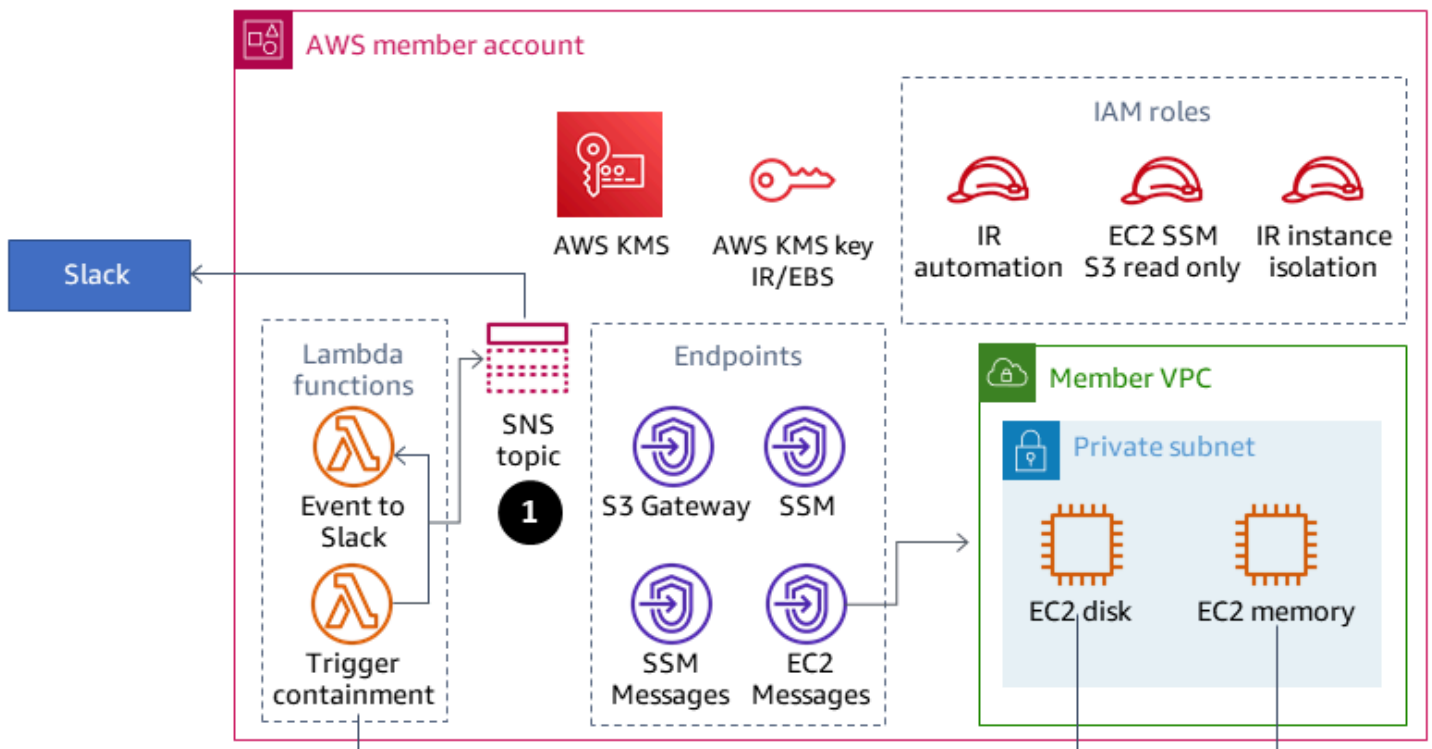 AWS member account
IAM roles
AWS KMS
AWS KMS key
IR/EBS
IR
automation
EC2 SSM
S3 read only
IR instance
isolation
Slack
Lambda
functions
Event to
Slack
Trigger
containment
SNS
topic
1
Endpoints
S3 Gateway
SSM
SSM
Messages
EC2
Messages
Member VPC
Private subnet
EC2 disk
EC2 memory